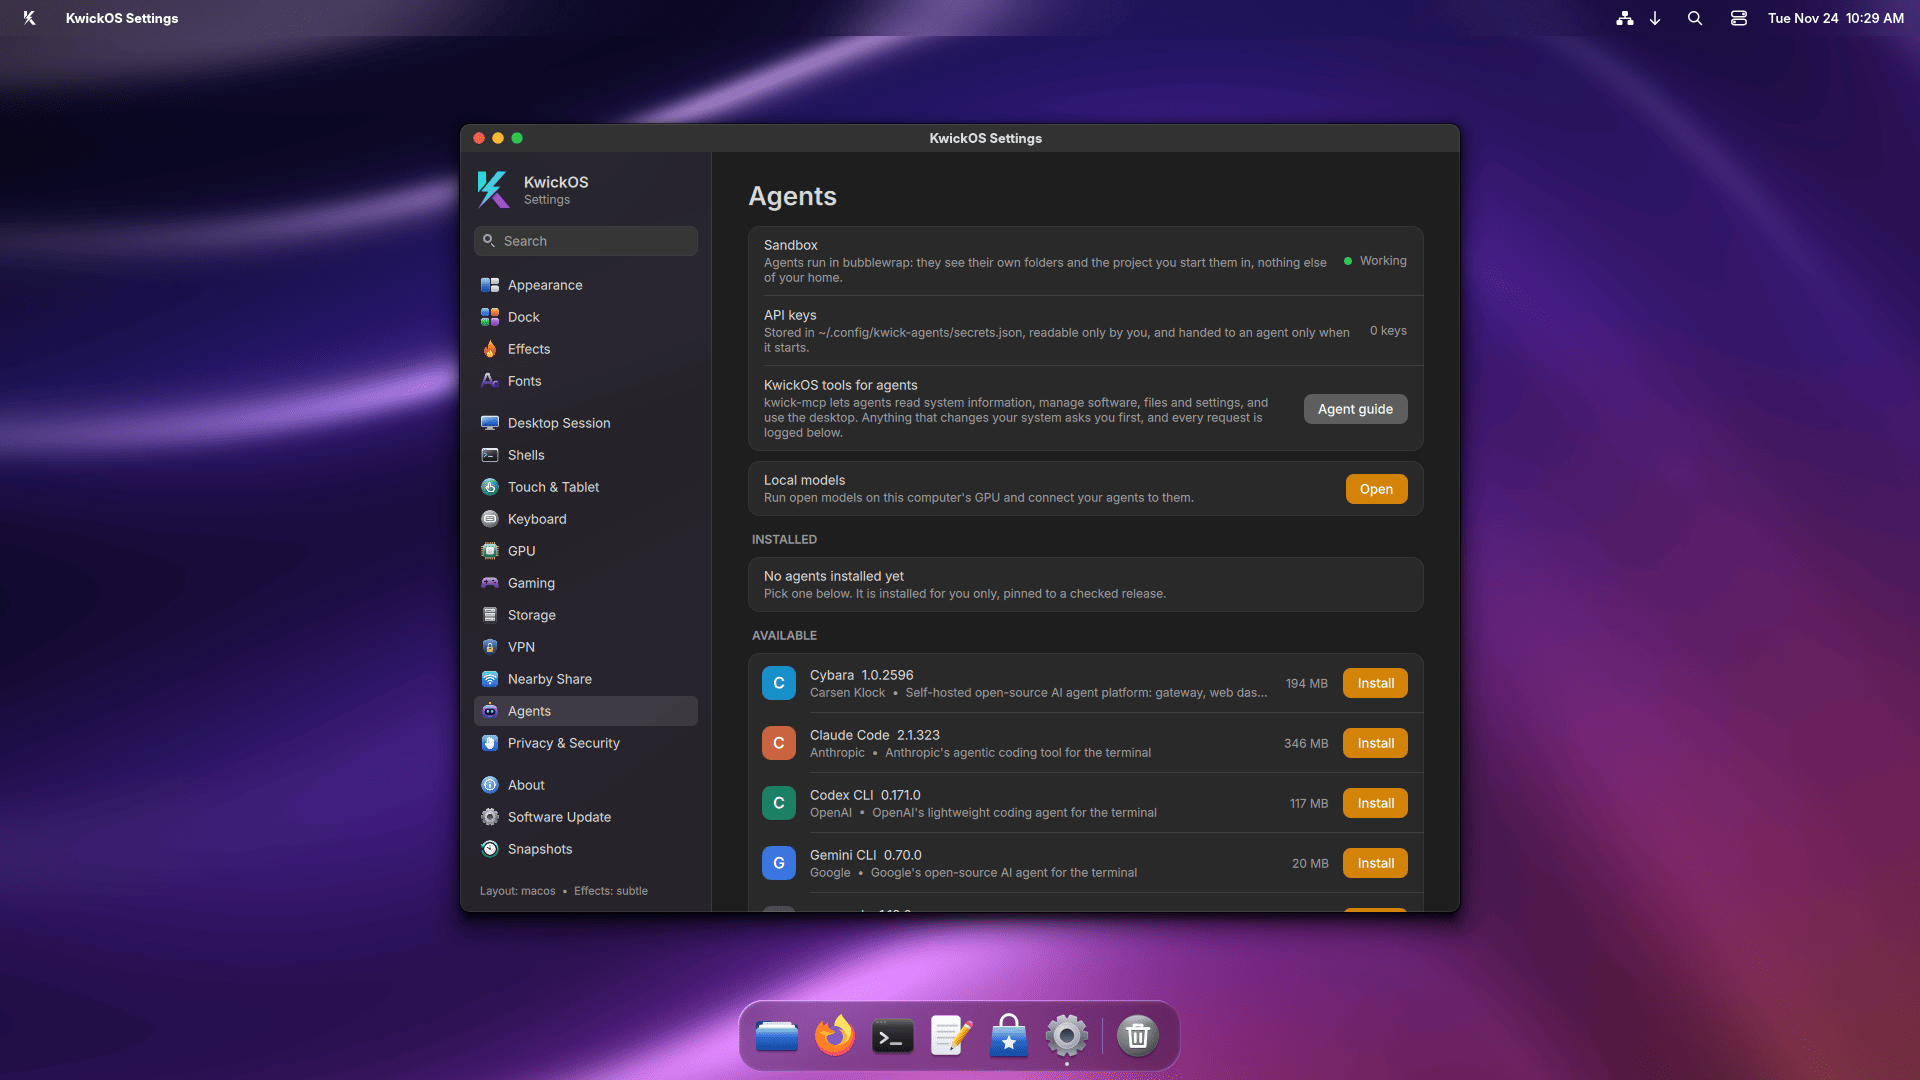 KwickOS Settings
Tue Nov 24 10:29 AM
KwickOS Settings
KwickOS
Settings
Search
Appearance
Dock
Effects
Fonts
Desktop Session
Shells
Touch & Tablet
Keyboard
GPU
Gaming
Storage
VPN
Nearby Share
Agents
Privacy & Security
About
Software Update
Snapshots
Layout: macos • Effects: subtle
Agents
Sandbox
Agents run in bubblewrap: they see their own folders and the project you start them in, nothing else
of your home.
Working
API keys
Stored in ~/.config/kwick-agents/secrets.json, readable only by you, and handed to an agent only when
it starts.
0 keys
KwickOS tools for agents
kwick-mcp lets agents read system information, manage software, files and settings, and
use the desktop. Anything that changes your system asks you first, and every request is
logged below.
Agent guide
Local models
Run open models on this computer's GPU and connect your agents to them.
Open
INSTALLED
No agents installed yet
Pick one below. It is installed for you only, pinned to a checked release.
AVAILABLE
C
Cybara 1.0.2596
Carsen Klock • Self-hosted open-source AI agent platform: gateway, web das...
194 MB
Install
C
Claude Code 2.1.323
Anthropic • Anthropic's agentic coding tool for the terminal
346 MB
Install
C
Codex CLI 0.171.0
OpenAI • OpenAI's lightweight coding agent for the terminal
117 MB
Install
G
Gemini CLI 0.70.0
Google • Google's open-source AI agent for the terminal
20 MB
Install